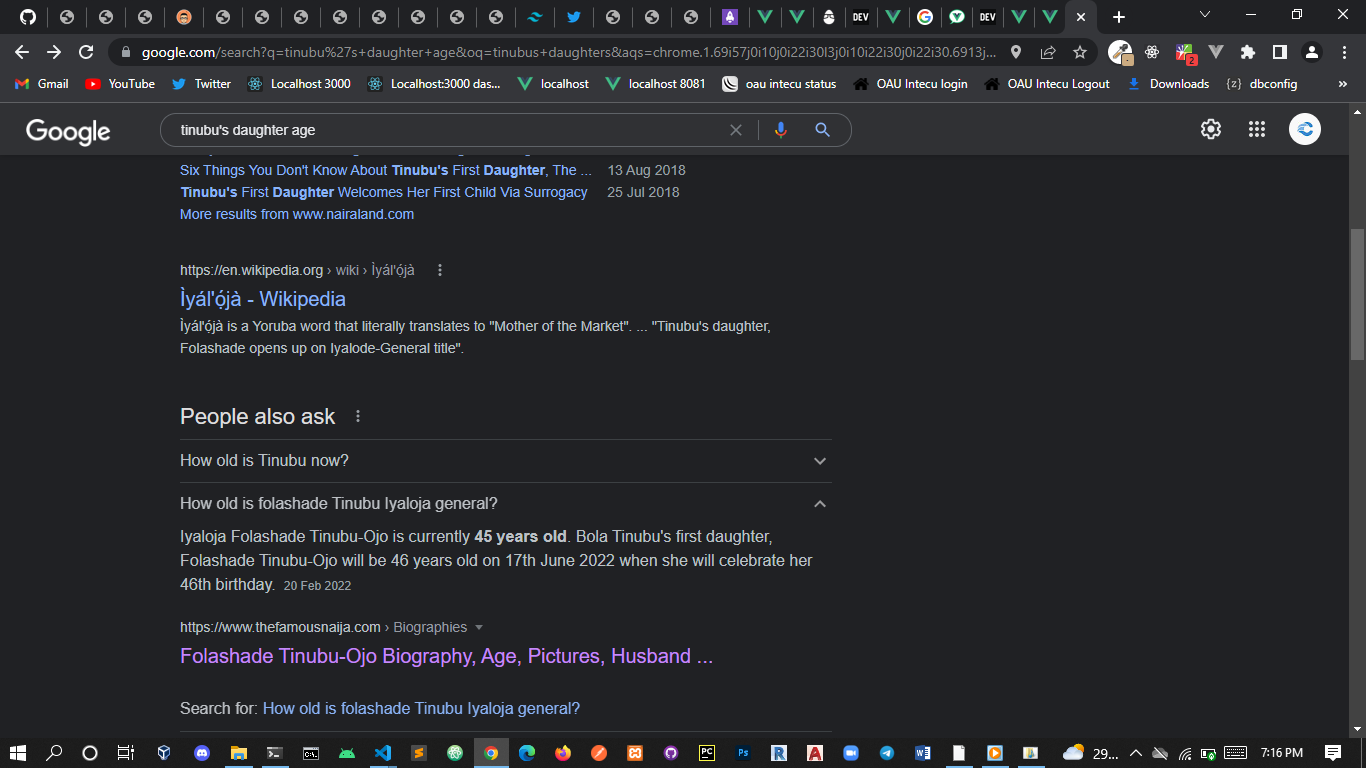 google.com/search?q=tinubu%27s+daughter+age&oq=tinubus+daughters&aqs=chrome.1.69i57j0i10j0i22i30l3j0i10i22i30j0i22i30.6913j...
Gmail
YouTube
Twitter
Localhost 3000
Localhost:3000 das...
localhost
localhost 8081
oau intecu status
OAU Intecu login
OAU Intecu Logout
Downloads
dbconfig
»
Google
tinubu's daughter age
Six Things You Don't Know About Tinubu's First Daughter, The ... 13 Aug 2018
Tinubu's First Daughter Welcomes Her First Child Via Surrogacy 25 Jul 2018
More results from www.nairaland.com
https://en.wikipedia.org › wiki › Ìyál'ọ́jà
Ìyál'ọ́jà - Wikipedia
Ìyál'ọ́jà is a Yoruba word that literally translates to "Mother of the Market". ... "Tinubu's daughter,
Folashade opens up on Iyalode-General title".
People also ask
How old is Tinubu now?
How old is folashade Tinubu Iyaloja general?
Iyaloja Folashade Tinubu-Ojo is currently 45 years old. Bola Tinubu's first daughter,
Folashade Tinubu-Ojo will be 46 years old on 17th June 2022 when she will celebrate her
46th birthday. 20 Feb 2022
https://www.thefamousnaija.com › Biographies
Folashade Tinubu-Ojo Biography, Age, Pictures, Husband ...
Search for: How old is folashade Tinubu Iyaloja general?
29...
7:16 PM